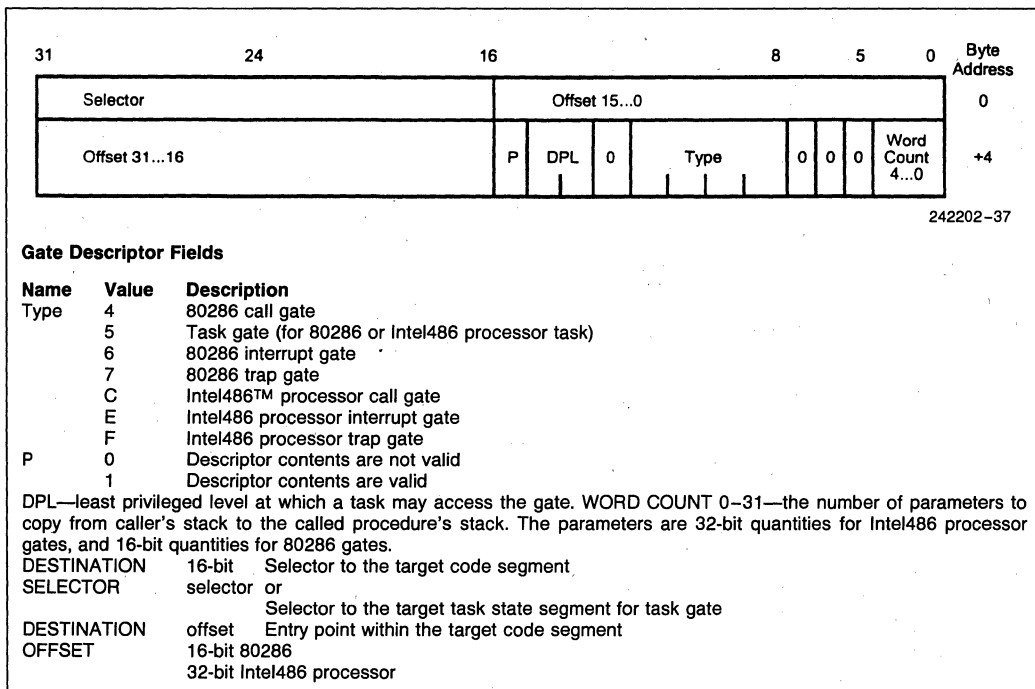 31 24 16 8 5 0 Byte
Address
Selector Offset 15...0 0
Offset 31...16 P DPL 0 Type 0 0 0 Word
Count
4...0 +4
242202-37
Gate Descriptor Fields
Name Value Description
Type 4 80286 call gate
5 Task gate (for 80286 or Intel486 processor task)
6 80286 interrupt gate
7 80286 trap gate
C Intel486™ processor call gate
E Intel486 processor interrupt gate
F Intel486 processor trap gate
P 0 Descriptor contents are not valid
1 Descriptor contents are valid
DPL—least privileged level at which a task may access the gate. WORD COUNT 0–31—the number of parameters to
copy from caller's stack to the called procedure's stack. The parameters are 32-bit quantities for Intel486 processor
gates, and 16-bit quantities for 80286 gates.
DESTINATION 16-bit Selector to the target code segment
SELECTOR selector or
Selector to the target task state segment for task gate
DESTINATION offset Entry point within the target code segment
OFFSET 16-bit 80286
32-bit Intel486 processor